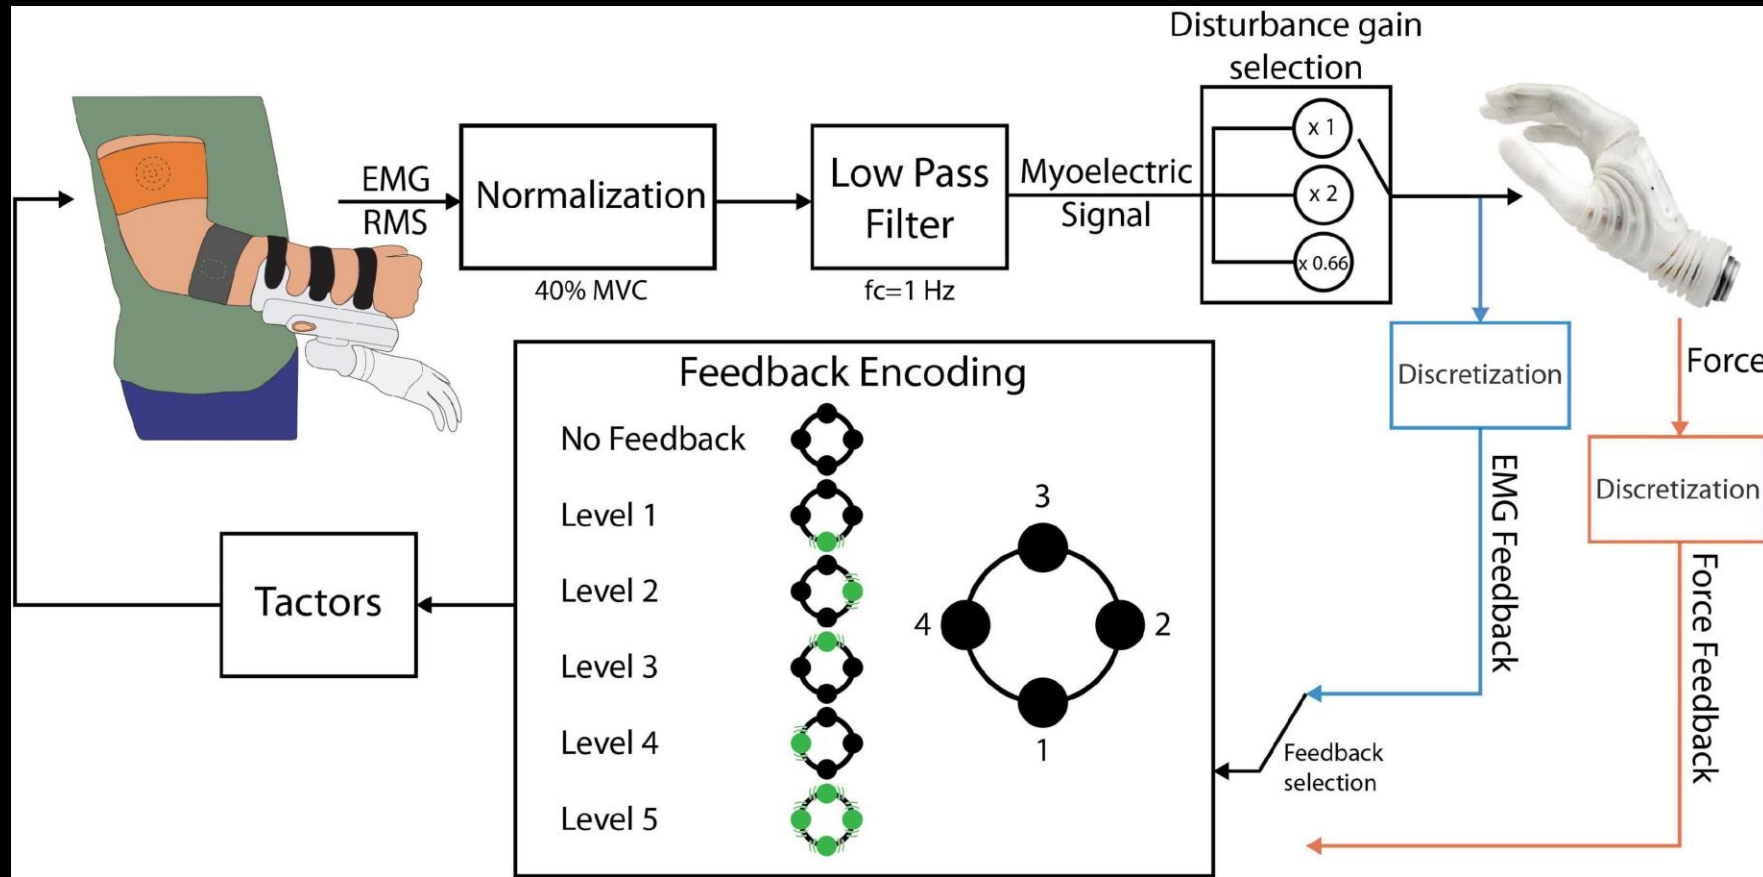 Disturbance gain
selection
x 1
x 2
x 0.66
EMG
RMS
Normalization
40% MVC
Low Pass
Filter
fc=1 Hz
Myoelectric
Signal
Discretization
Force
Discretization
EMG Feedback
Force Feedback
Feedback
selection
Feedback Encoding
No Feedback
Level 1
Level 2
Level 3
Level 4
Level 5
3
4
2
1
Tactors